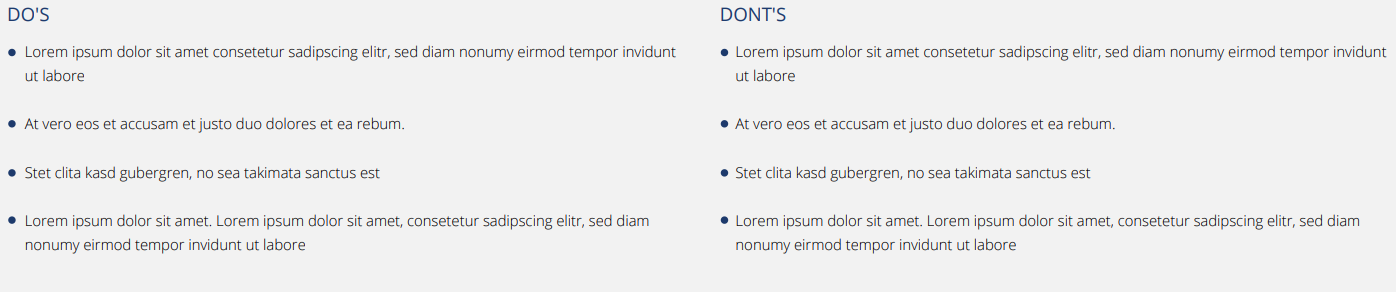 DO'S
• Lorem ipsum dolor sit amet consetetur sadipscing elitr, sed diam nonumy eirmod tempor invidunt
ut labore
• At vero eos et accusam et justo duo dolores et ea rebum.
• Stet clita kasd gubergren, no sea takimata sanctus est
• Lorem ipsum dolor sit amet. Lorem ipsum dolor sit amet, consetetur sadipscing elitr, sed diam
nonumy eirmod tempor invidunt ut labore
DONT'S
• Lorem ipsum dolor sit amet consetetur sadipscing elitr, sed diam nonumy eirmod tempor invidunt
ut labore
• At vero eos et accusam et justo duo dolores et ea rebum.
• Stet clita kasd gubergren, no sea takimata sanctus est
• Lorem ipsum dolor sit amet. Lorem ipsum dolor sit amet, consetetur sadipscing elitr, sed diam
nonumy eirmod tempor invidunt ut labore